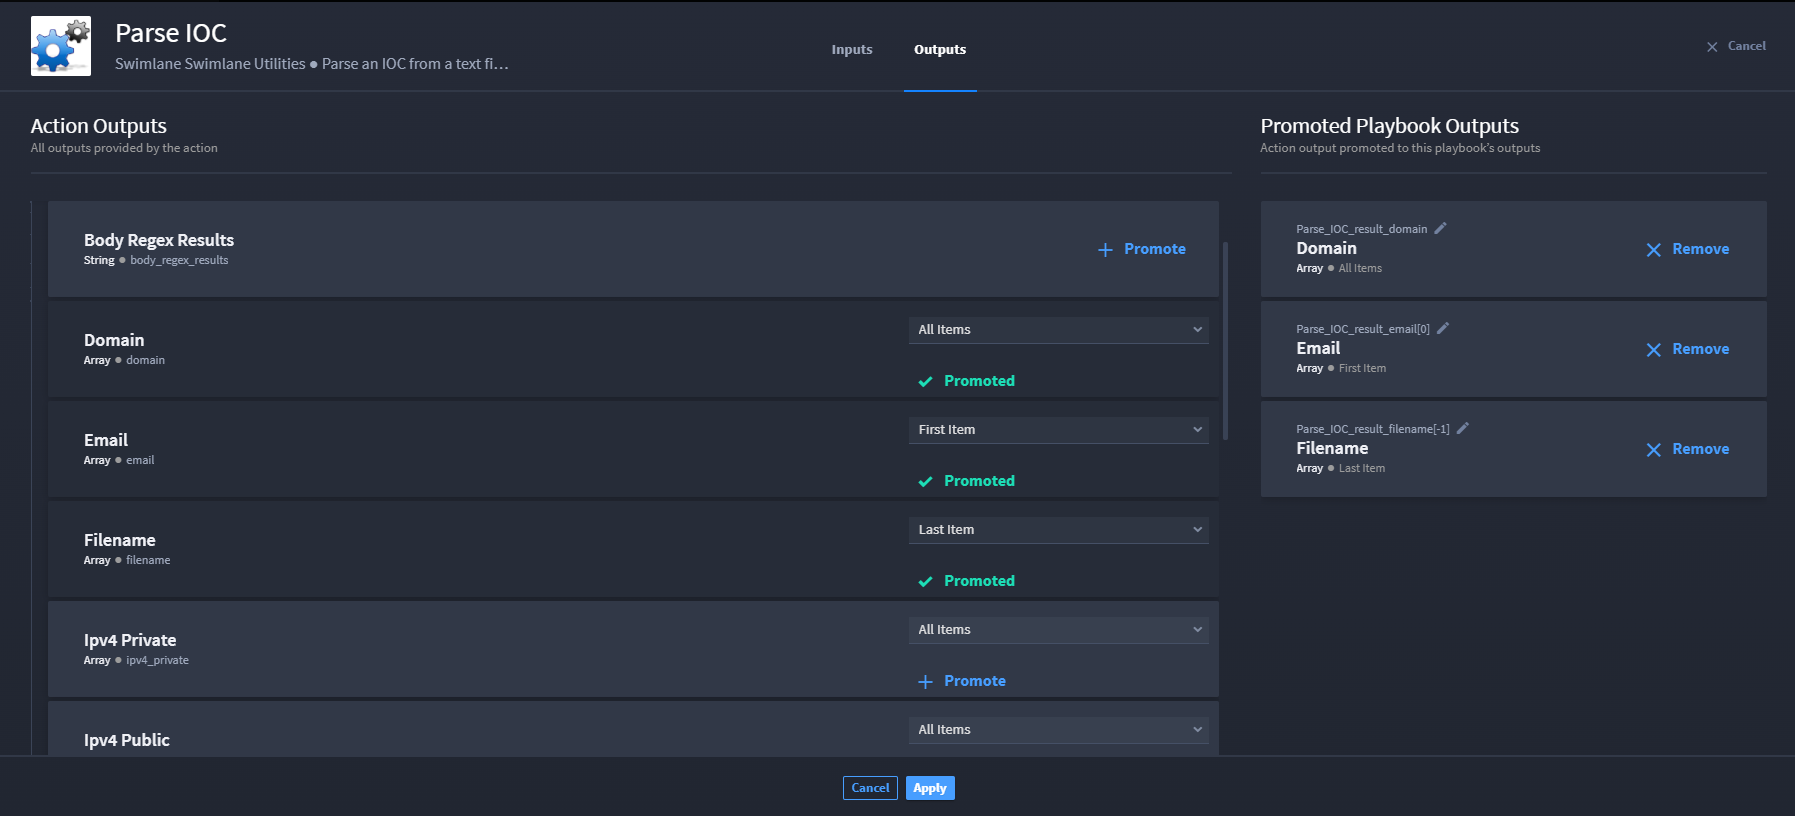 Parse IOC
Swimlane Swimlane Utilities ● Parse an IOC from a text fi...
Inputs
Outputs
Cancel
Action Outputs
All outputs provided by the action
Body Regex Results
String ● body_regex_results
Promote
Domain
Array ● domain
All Items
Promoted
Email
Array ● email
First Item
Promoted
Filename
Array ● filename
Last Item
Promoted
Ipv4 Private
Array ● ipv4_private
All Items
Promote
Ipv4 Public
All Items
Promoted Playbook Outputs
Action output promoted to this playbook's outputs
Parse_IOC_result_domain
Domain
Array ● All Items
Remove
Parse_IOC_result_email[0]
Email
Array ● First Item
Remove
Parse_IOC_result_filename[-1]
Filename
Array ● Last Item
Remove
Cancel
Apply